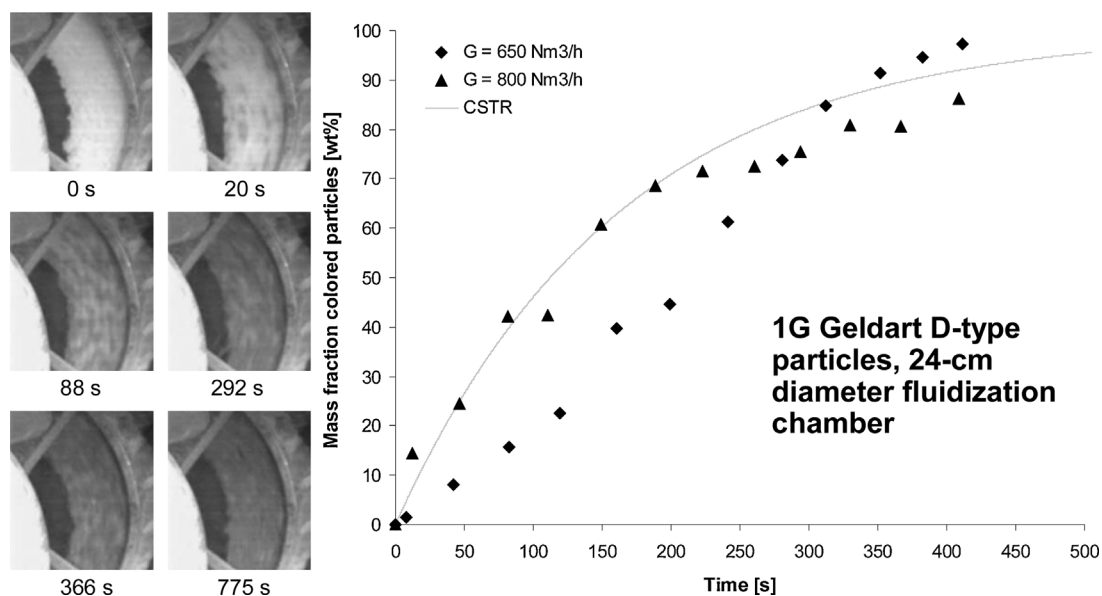 0 s
20 s
88 s
292 s
366 s
775 s
Mass fraction colored particles [wt%]
100
90
80
70
60
50
40
30
20
10
0
G = 650 Nm3/h
G = 800 Nm3/h
CSTR
1G Geldart D-type
particles, 24-cm
diameter fluidization
chamber
0
50
100
150
200
250
300
350
400
450
500
Time [s]